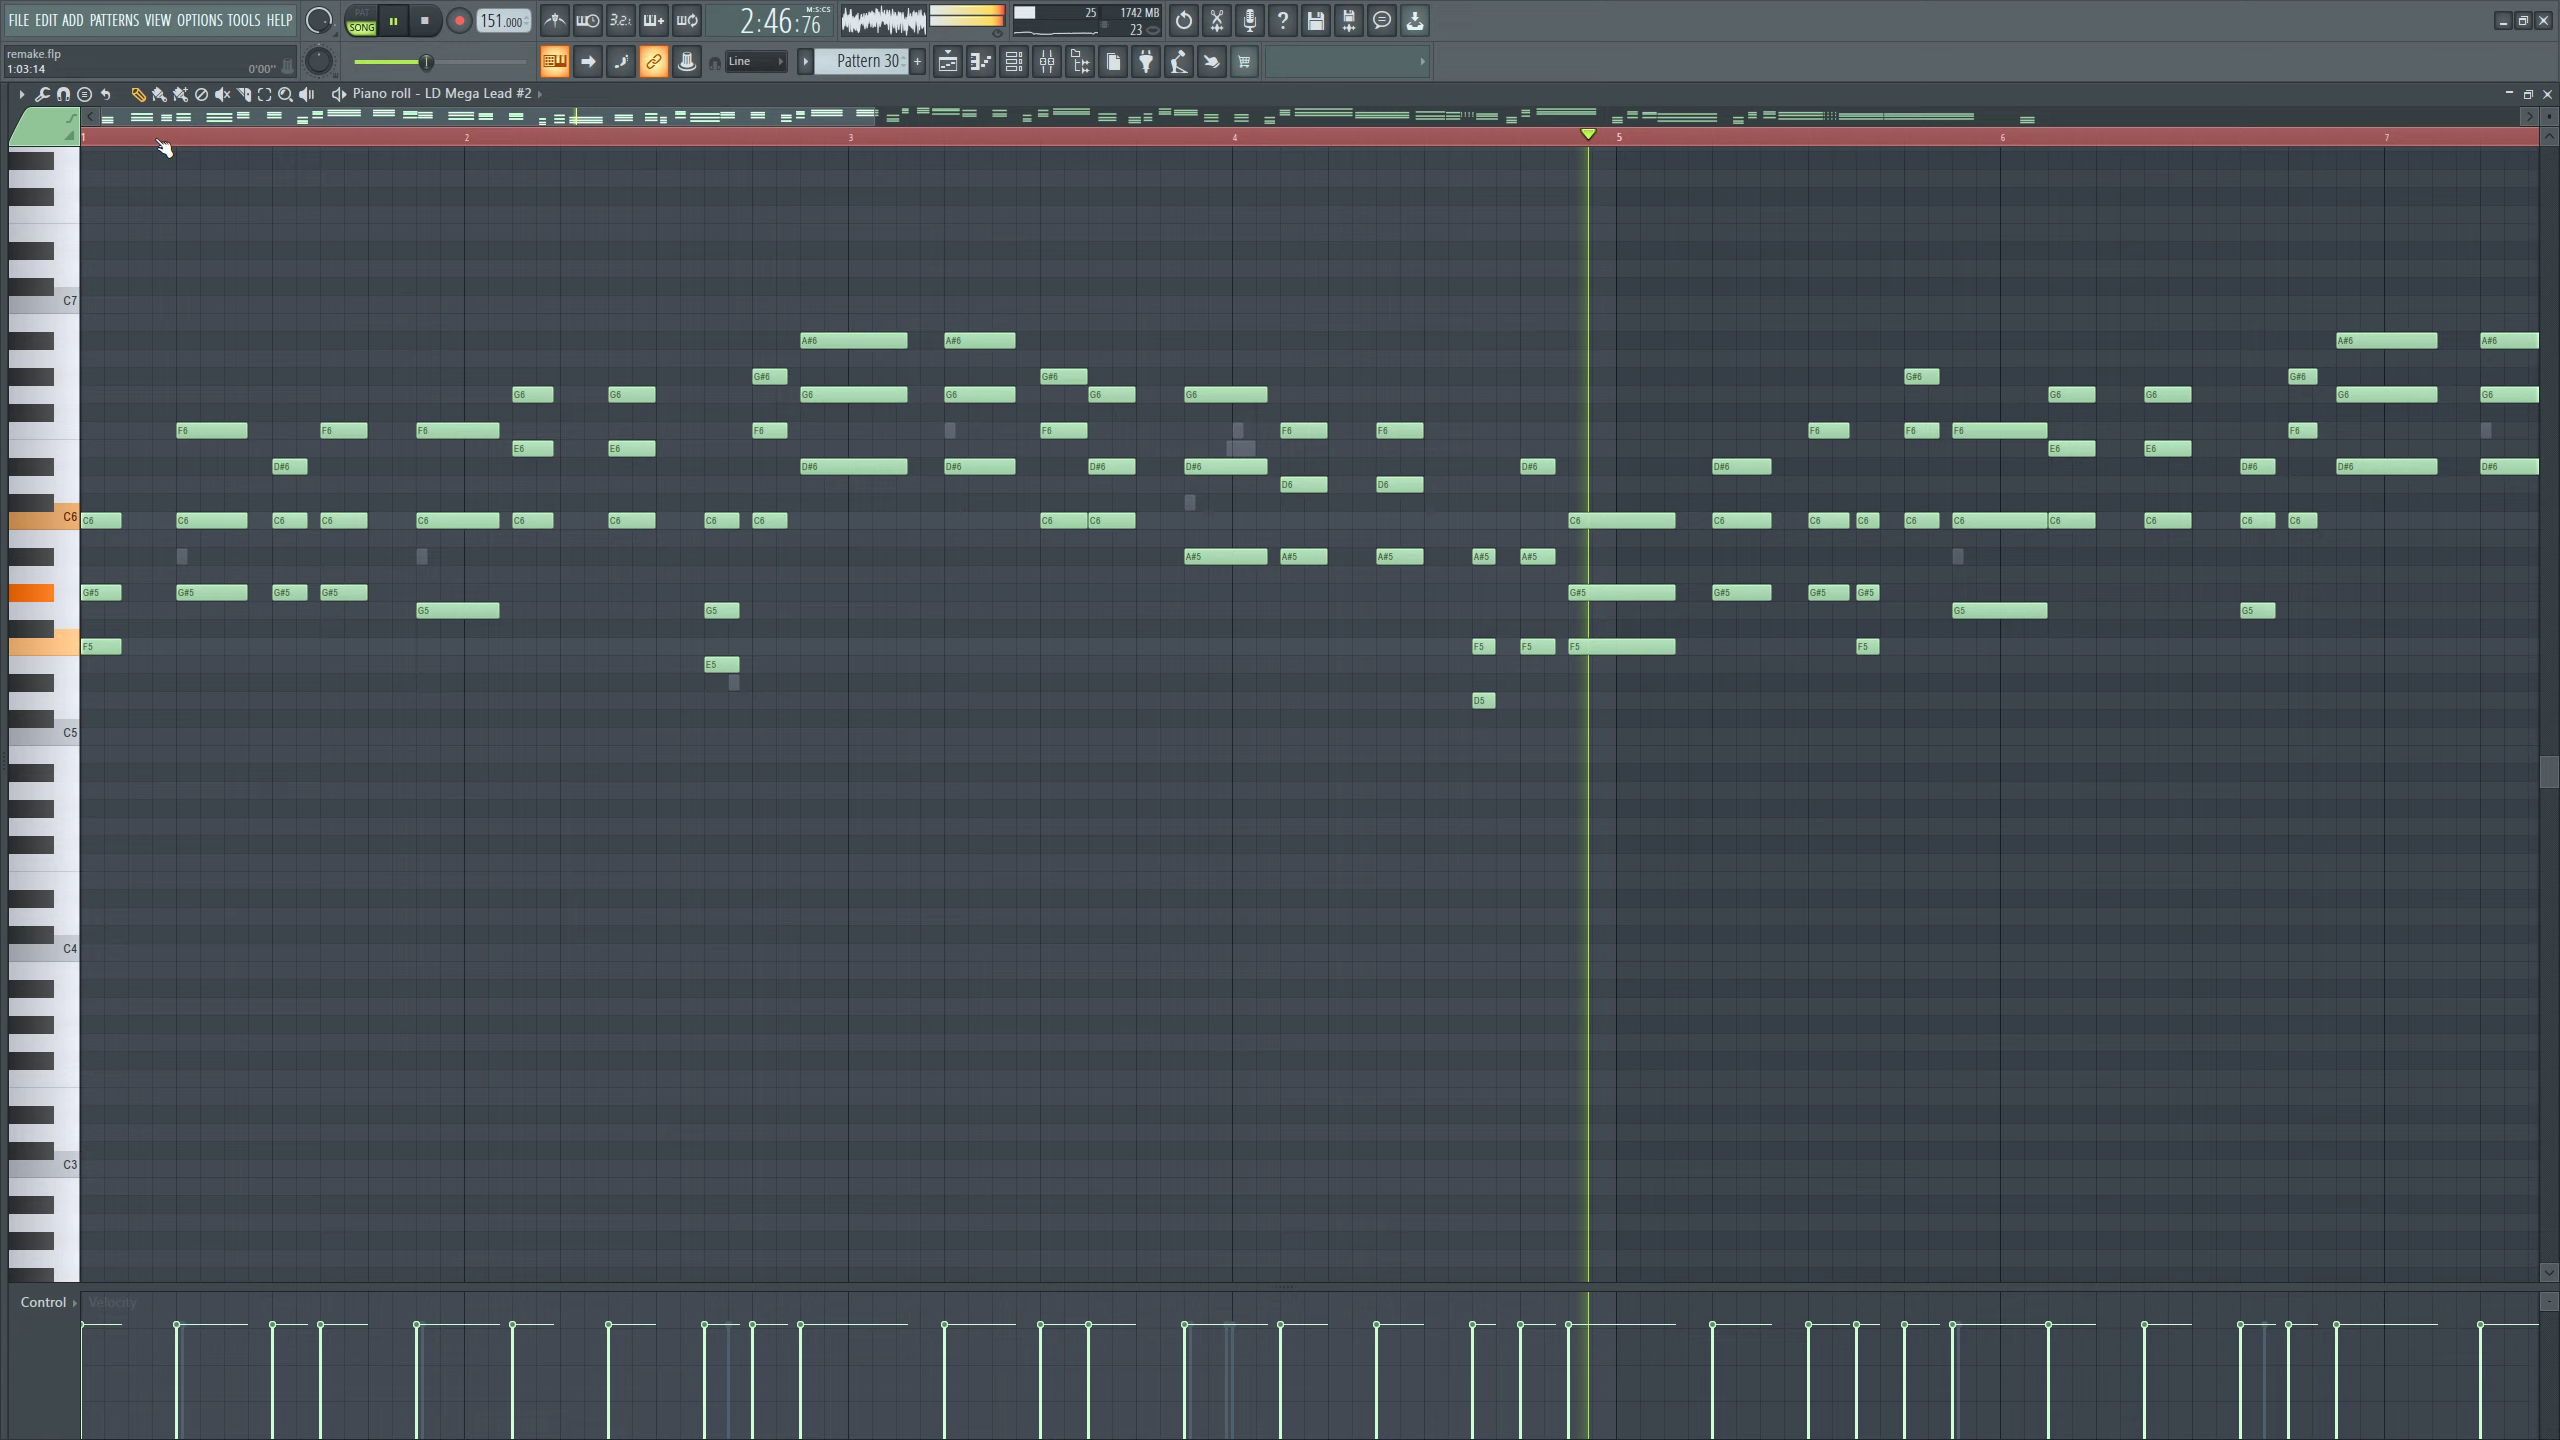 FILE EDIT ADD PATTERNS VIEW OPTIONS TOOLS HELP
PAT
SONG
151.000
3.2.
2:46:76
M:S:CS
25
1742 MB
23
remake.flp
1:03:14
0'00"
Line
Pattern 30
Piano roll - LD Mega Lead #2
1 2 3 4 5 6 7
C7
A#6 A#6 A#6 A#6
G#6 G#6 G#6 G#6
G6 G6 G6 G6 G6 G6 G6 G6 G6 G6
F6 F6 F6 F6 F6 F6 F6 F6 F6 F6 F6
E6 E6 E6 E6
D#6 D#6 D#6 D#6 D#6 D#6 D#6 D#6 D#6 D#6
D6 D6
C6 C6 C6 C6 C6 C6 C6 C6 C6 C6 C6 C6 C6 C6 C6 C6 C6 C6 C6 C6 C6 C6
A#5 A#5 A#5 A#5 A#5
G#5 G#5 G#5 G#5 G#5 G#5 G#5 G#5
G5 G5 G5 G5
F5 F5 F5 F5 F5
E5
D5
C5
C4
C3
Control Velocity